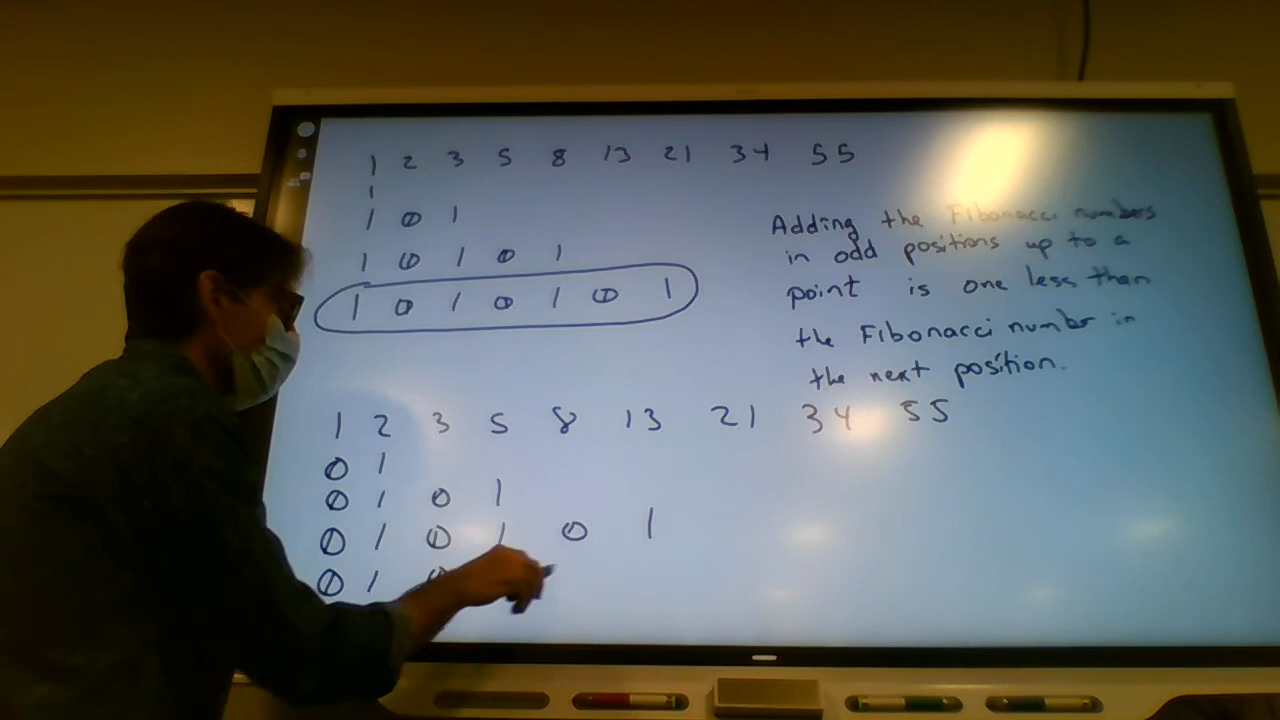 1 2 3 5 8 13 21 34 55
1
1 0 1
1 0 1 0 1
1 0 1 0 1 0 1
Adding the Fibonacci numbers
in odd positions up to a
point is one less than
the Fibonacci number in
the next position.
1 2 3 5 8 13 21 34 55
0 1
0 1 0 1
0 1 0 1 0 1
0 1 0